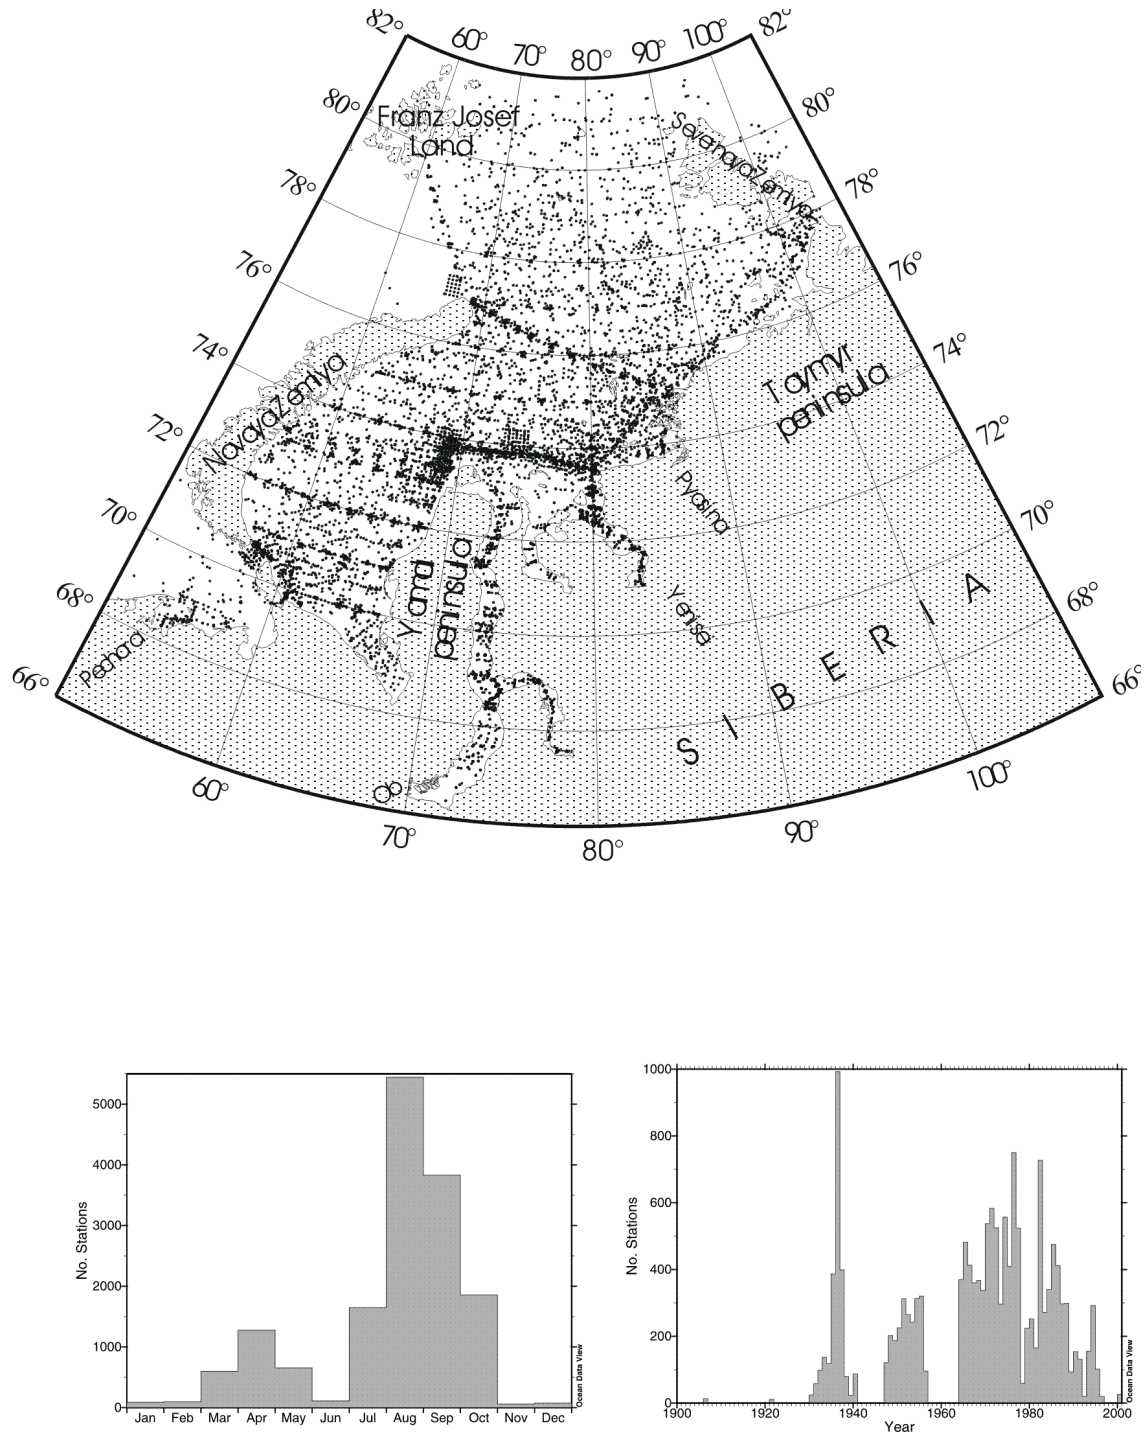 82° 60° 70° 80° 90° 100° 82°
80° Franz Josef Land Severnaya Zemlya 80°
78° 78°
76° 76°
74° Novaya Zemlya Taymyr peninsula 74°
72° Pyasina 72°
70° Yamal peninsula 70°
68° Pechora Yenisei 68°
66° SIBERIA 66°
Ob
60° 70° 80° 90° 100°
No. Stations
5000
4000
3000
2000
1000
0
Jan Feb Mar Apr May Jun Jul Aug Sep Oct Nov Dec
Ocean Data View
No. Stations
1000
800
600
400
200
0
1900 1920 1940 1960 1980 2000
Year
Ocean Data View